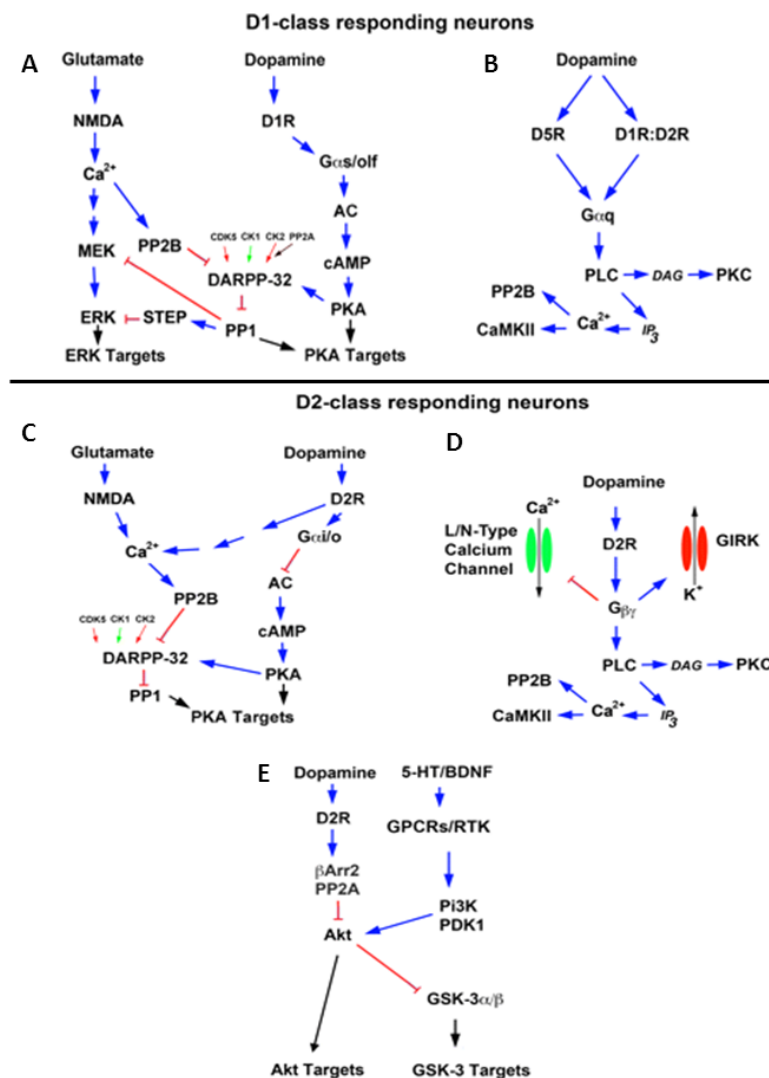 D1-class responding neurons
A
Glutamate
Dopamine
NMDA
D1R
Gαs/olf
Ca²⁺
AC
MEK
PP2B
CDK5 CK1 CK2 PP2A
cAMP
DARPP-32
PKA
ERK
STEP
PP1
ERK Targets
PKA Targets
B
Dopamine
D5R
D1R:D2R
Gαq
PLC
DAG
PKC
PP2B
CaMKII
Ca²⁺
IP₃
D2-class responding neurons
C
Glutamate
Dopamine
NMDA
D2R
Gαi/o
Ca²⁺
AC
PP2B
cAMP
CDK5 CK1 CK2
DARPP-32
PKA
PP1
PKA Targets
D
Dopamine
Ca²⁺
L/N-Type
Calcium
Channel
D2R
GIRK
K⁺
Gβγ
PLC
DAG
PKC
PP2B
CaMKII
Ca²⁺
IP₃
E
Dopamine
5-HT/BDNF
D2R
GPCRs/RTK
βArr2
PP2A
Pi3K
PDK1
Akt
GSK-3α/β
Akt Targets
GSK-3 Targets